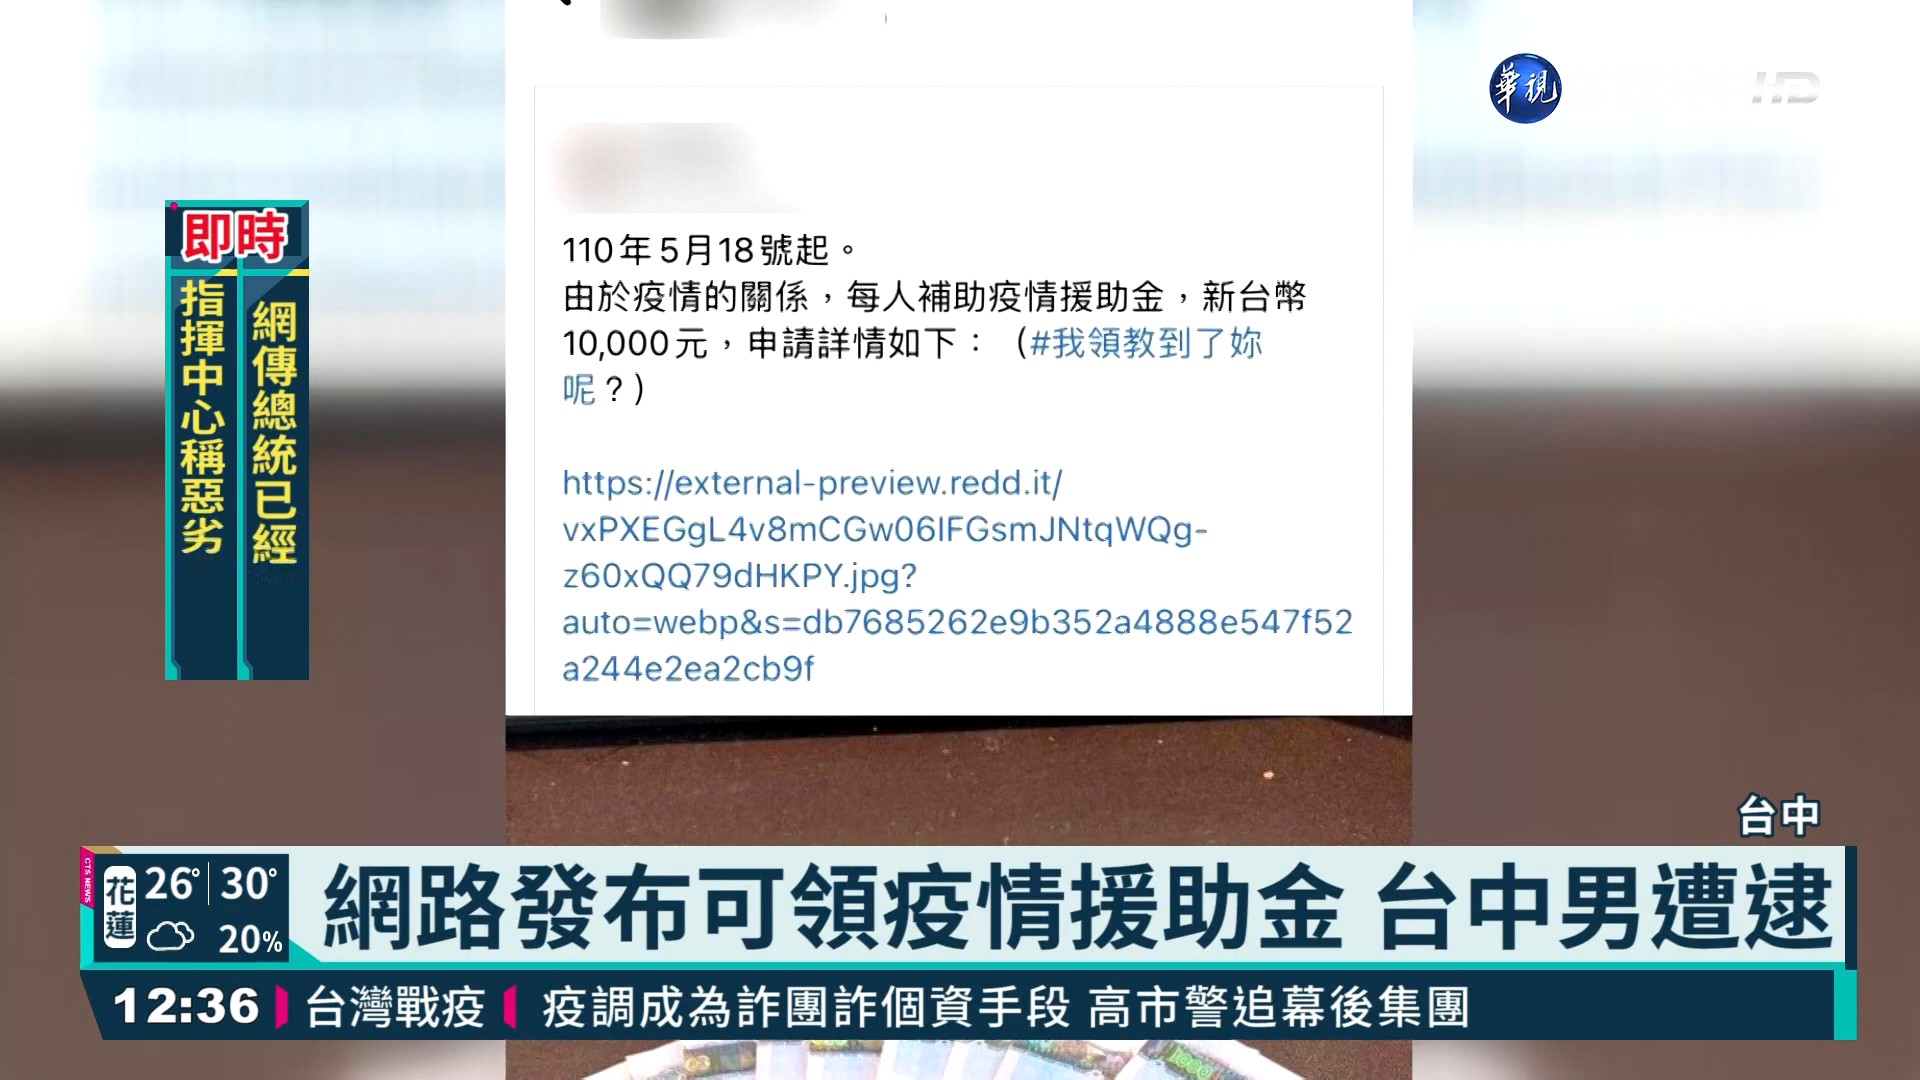 華視
HD
即時
網傳總統已經
指揮中心稱惡劣
110年5月18號起。
由於疫情的關係，每人補助疫情援助金，新台幣
10,000元，申請詳情如下：（#我領教到了妳
呢？）
https://external-preview.redd.it/
vxPXEGgL4v8mCGw06IFGsmJNtqWQg-
z60xQQ79dHKPY.jpg?
auto=webp&s=db7685262e9b352a4888e547f52
a244e2ea2cb9f
台中
CTS NEWS
花蓮
26° 30°
20%
網路發布可領疫情援助金 台中男遭逮
12:36 台灣戰疫 疫調成為詐團詐個資手段 高市警追幕後集團